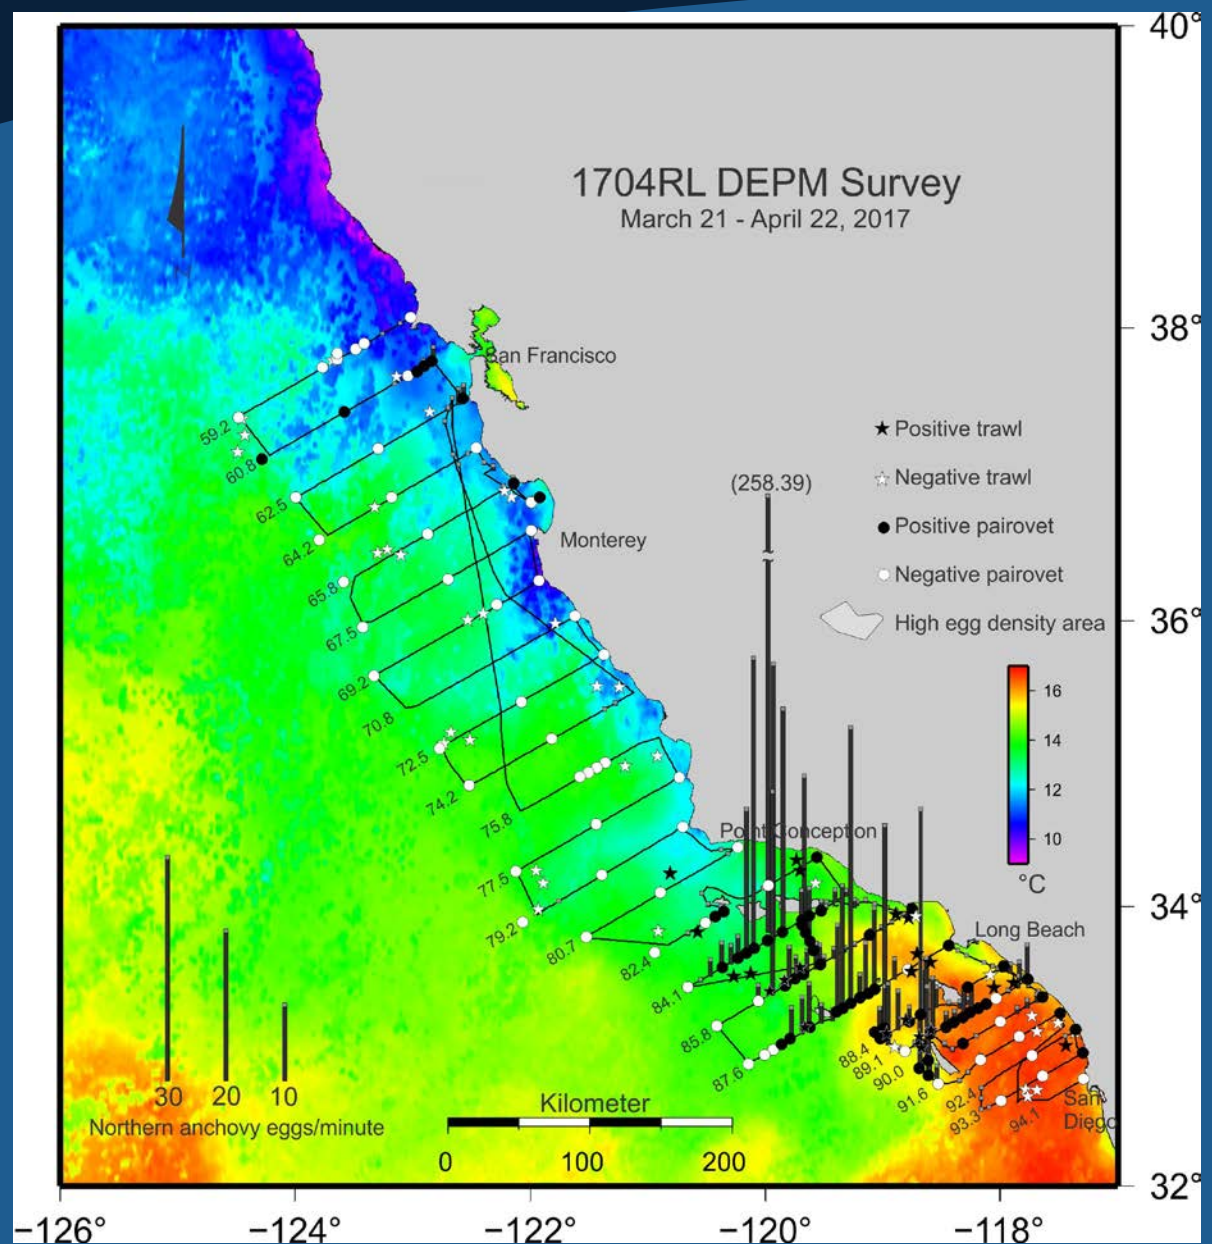 40°
1704RL DEPM Survey
March 21 - April 22, 2017
38°
San Francisco
59.2
60.8
Positive trawl
Negative trawl
(258.39)
62.5
Positive pairovet
64.2
Monterey
Negative pairovet
65.8
High egg density area
36°
67.5
69.2
16
70.8
14
72.5
12
74.2
10
75.8
Point Conception
°C
77.5
34°
79.2
Long Beach
80.7
82.4
84.1
85.8
87.6
88.4
89.1
90.0
91.6
92.4
93.3
94.1
San
Diego
30 20 10
Northern anchovy eggs/minute
Kilometer
0 100 200
32°
−126° −124° −122° −120° −118°